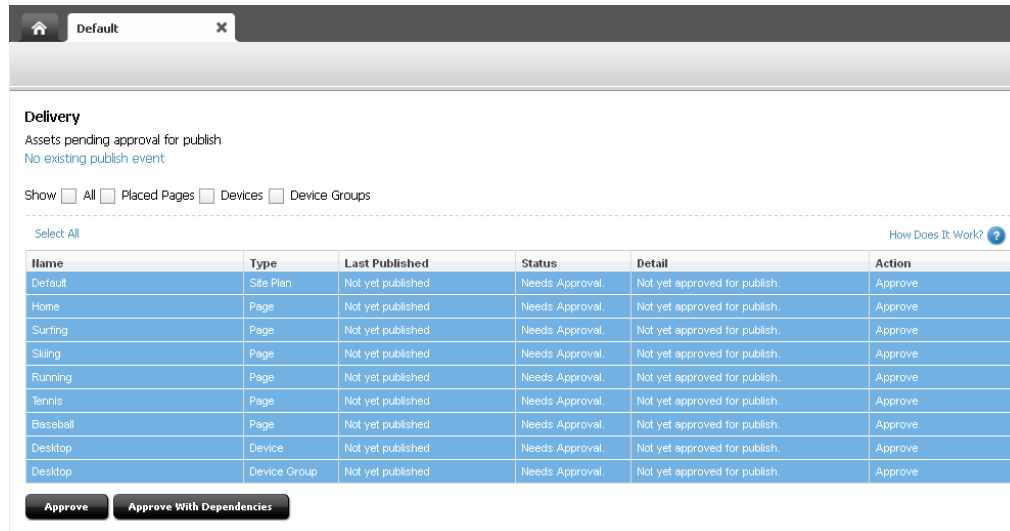 Default
Delivery
Assets pending approval for publish
No existing publish event
Show All Placed Pages Devices Device Groups
Select All How Does It Work? ?
Name Type Last Published Status Detail Action
Default Site Plan Not yet published Needs Approval. Not yet approved for publish. Approve
Home Page Not yet published Needs Approval. Not yet approved for publish. Approve
Surfing Page Not yet published Needs Approval. Not yet approved for publish. Approve
Skiing Page Not yet published Needs Approval. Not yet approved for publish. Approve
Running Page Not yet published Needs Approval. Not yet approved for publish. Approve
Tennis Page Not yet published Needs Approval. Not yet approved for publish. Approve
Baseball Page Not yet published Needs Approval. Not yet approved for publish. Approve
Desktop Device Not yet published Needs Approval. Not yet approved for publish. Approve
Desktop Device Group Not yet published Needs Approval. Not yet approved for publish. Approve
Approve Approve With Dependencies